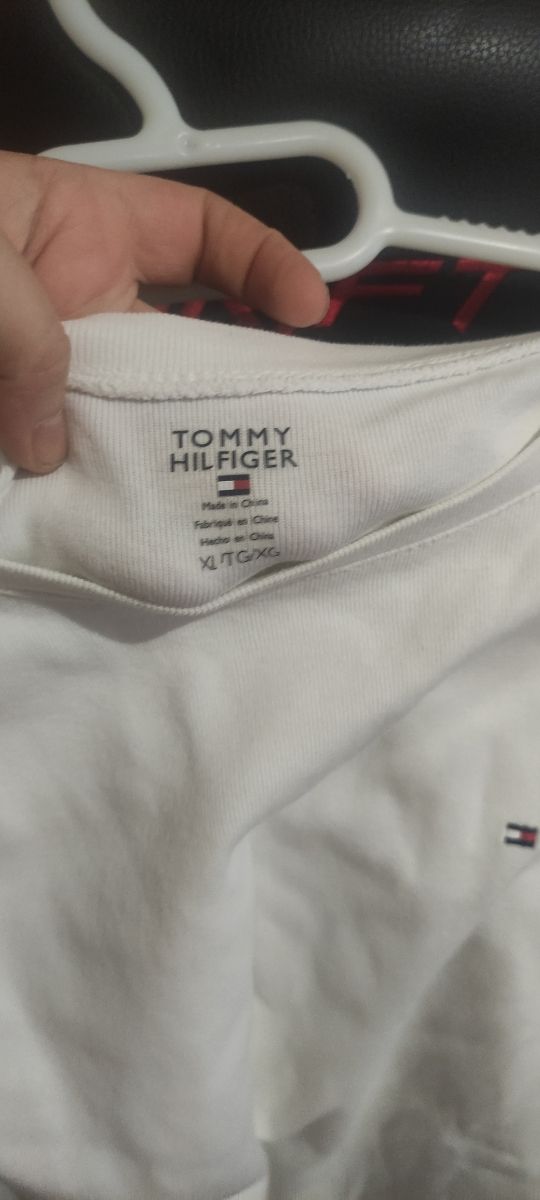 TOMMY
HILFIGER
Made in China
Fabriqué en Chine
Hecho en China
XL/TG/XG